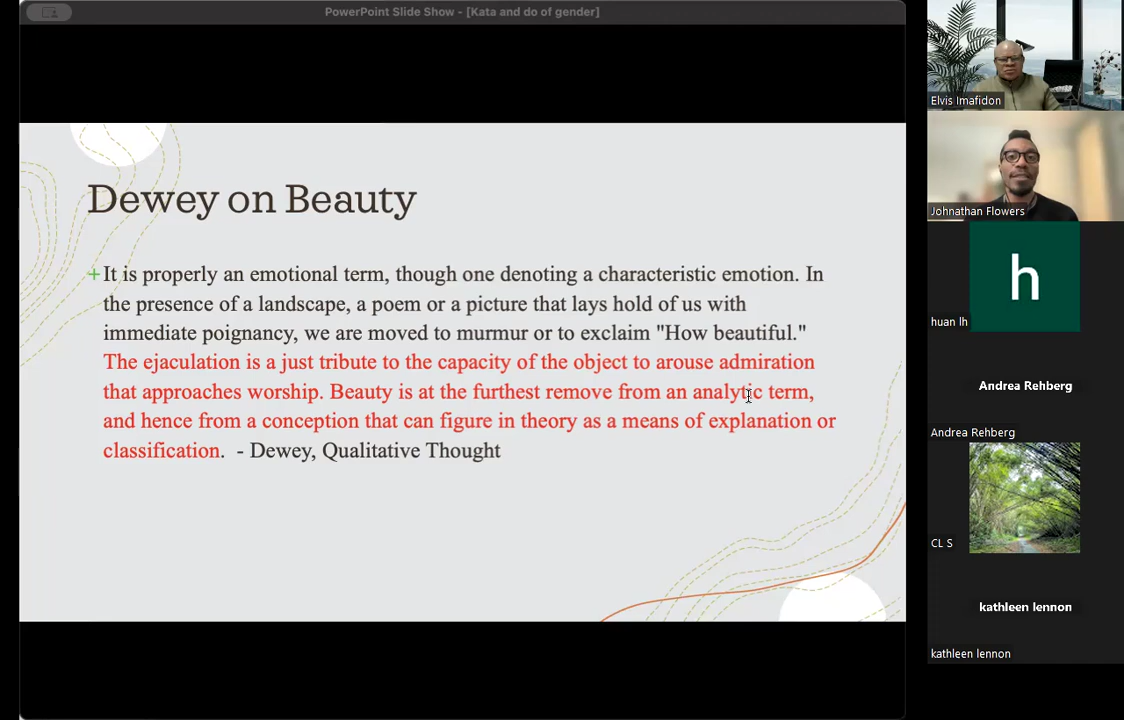 PowerPoint Slide Show - [Kata and do of gender]
Dewey on Beauty
+It is properly an emotional term, though one denoting a characteristic emotion. In
the presence of a landscape, a poem or a picture that lays hold of us with
immediate poignancy, we are moved to murmur or to exclaim "How beautiful."
The ejaculation is a just tribute to the capacity of the object to arouse admiration
that approaches worship. Beauty is at the furthest remove from an analytic term,
and hence from a conception that can figure in theory as a means of explanation or
classification. - Dewey, Qualitative Thought
Elvis Imafidon
Johnathan Flowers
h
huan lh
Andrea Rehberg
Andrea Rehberg
CL S
kathleen lennon
kathleen lennon